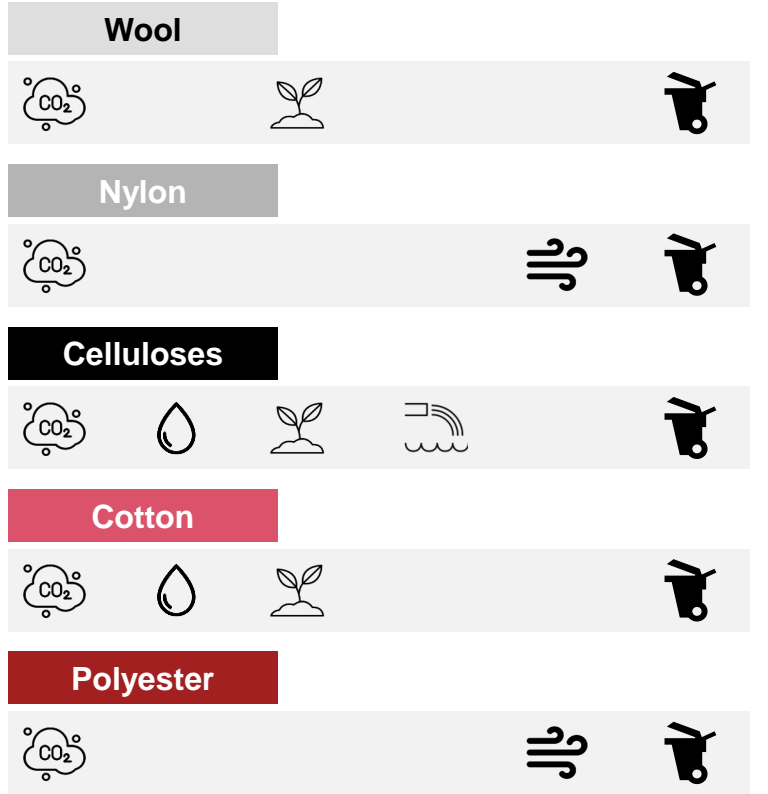 Wool
CO₂
Nylon
CO₂
Celluloses
CO₂
Cotton
CO₂
Polyester
CO₂